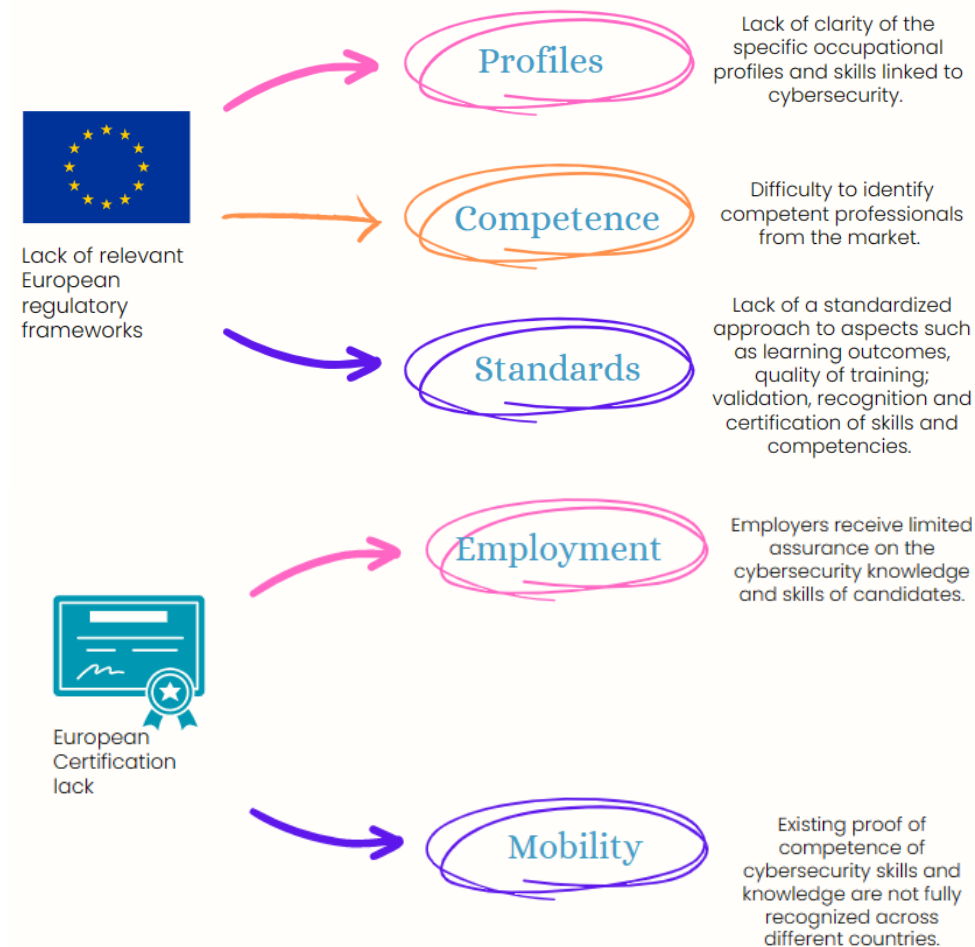 Profiles
Lack of clarity of the
specific occupational
profiles and skills linked to
cybersecurity.
Lack of relevant
European
regulatory
frameworks
Competence
Difficulty to identify
competent professionals
from the market.
Standards
Lack of a standardized
approach to aspects such
as learning outcomes,
quality of training;
validation, recognition and
certification of skills and
competencies.
Employment
Employers receive limited
assurance on the
cybersecurity knowledge
and skills of candidates.
European
Certification
lack
Mobility
Existing proof of
competence of
cybersecurity skills and
knowledge are not fully
recognized across
different countries.